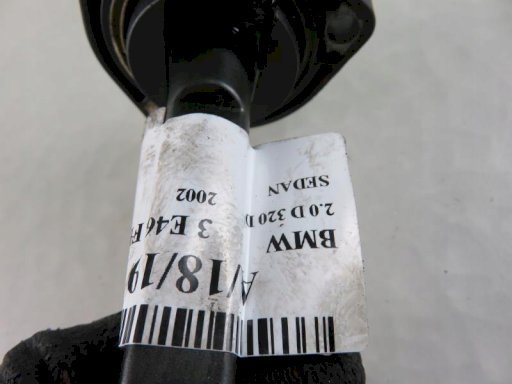 A/18/19
BMW 3 E46 F
2.0 D 320 D
SEDAN 2002